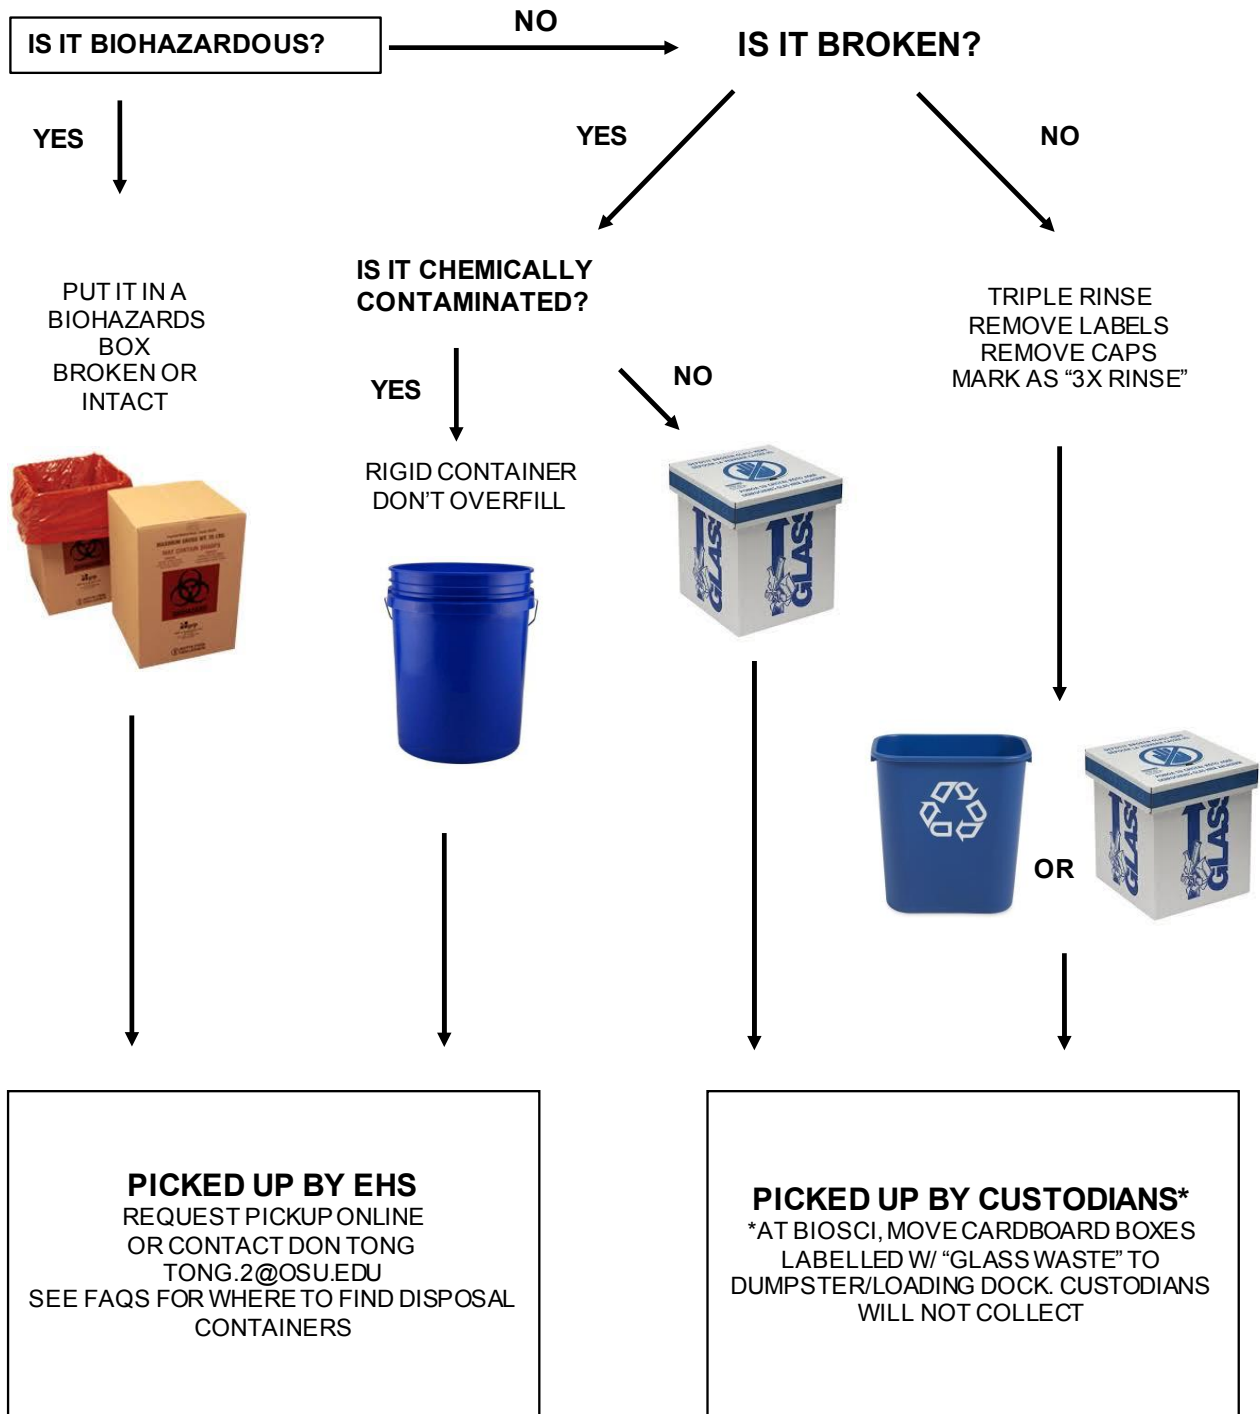 IS IT BIOHAZARDOUS?
NO
IS IT BROKEN?
YES
YES
NO
PUT IT IN A
BIOHAZARDS
BOX
BROKEN OR
INTACT
IS IT CHEMICALLY
CONTAMINATED?
TRIPLE RINSE
REMOVE LABELS
REMOVE CAPS
MARK AS “3X RINSE”
YES
NO
RIGID CONTAINER
DON’T OVERFILL
GLASS
GLASS
OR
GLASS
GLASS
PICKED UP BY EHS
REQUEST PICKUP ONLINE
OR CONTACT DON TONG
TONG.2@OSU.EDU
SEE FAQS FOR WHERE TO FIND DISPOSAL
CONTAINERS
PICKED UP BY CUSTODIANS*
*AT BIOSCI, MOVE CARDBOARD BOXES
LABELLED W/ “GLASS WASTE” TO
DUMPSTER/LOADING DOCK. CUSTODIANS
WILL NOT COLLECT